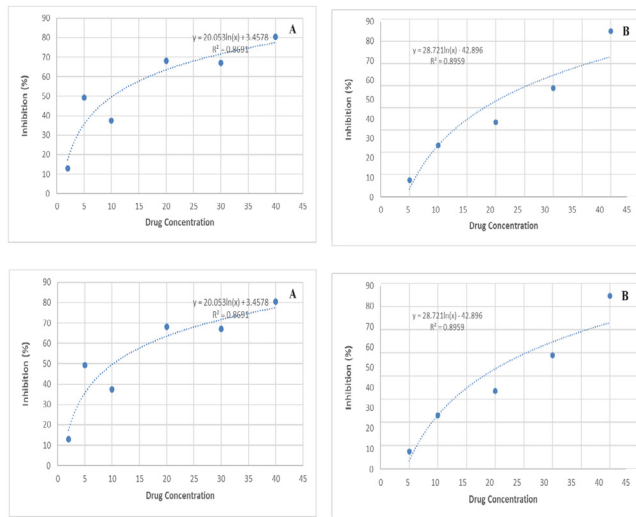 A
y = 20.053ln(x) + 3.4578
R² = 0.8691
Inhibition (%)
90
80
70
60
50
40
30
20
10
0
0 5 10 15 20 25 30 35 40 45
Drug Concentration
B
y = 28.721ln(x) - 42.896
R² = 0.8959
Inhibition (%)
90
80
70
60
50
40
30
20
10
0
0 5 10 15 20 25 30 35 40 45
Drug Concentration
A
y = 20.053ln(x) + 3.4578
R² = 0.8691
Inhibition (%)
90
80
70
60
50
40
30
20
10
0
0 5 10 15 20 25 30 35 40 45
Drug Concentration
B
y = 28.721ln(x) - 42.896
R² = 0.8959
Inhibition (%)
90
80
70
60
50
40
30
20
10
0
0 5 10 15 20 25 30 35 40 45
Drug Concentration